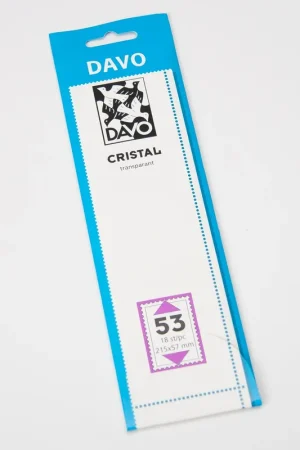 DAVO
DAVO
CRISTAL
transparant
53
18 st/pc
215x57 mm